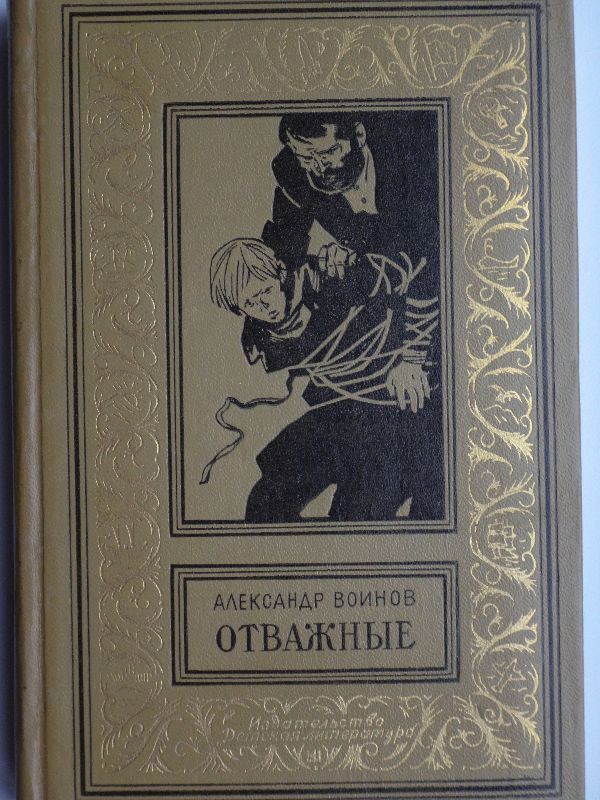 АЛЕКСАНДР ВОИНОВ
ОТВАЖНЫЕ
Издательство
Детская литература